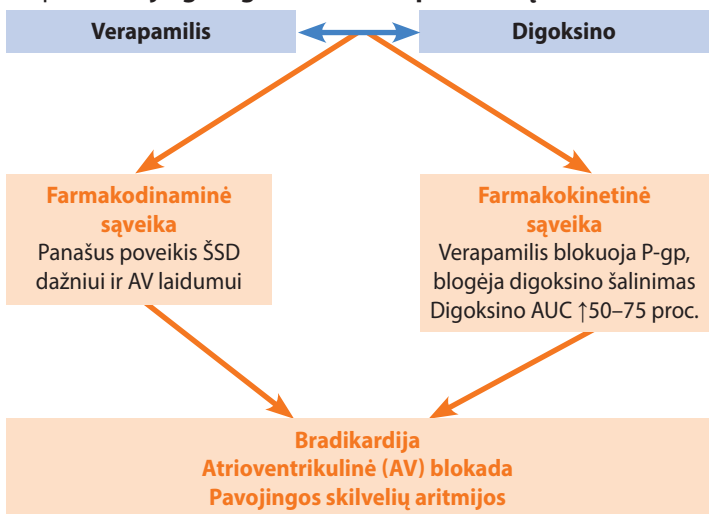 Verapamilis
Digoksino
Farmakodinaminė
sąveika
Panašus poveikis ŠSD
dažniui ir AV laidumui
Farmakokinetinė
sąveika
Verapamilis blokuoja P-gp,
blogėja digoksino šalinimas
Digoksino AUC ↑50–75 proc.
Bradikardija
Atrioventrikulinė (AV) blokada
Pavojingos skilvelių aritmijos